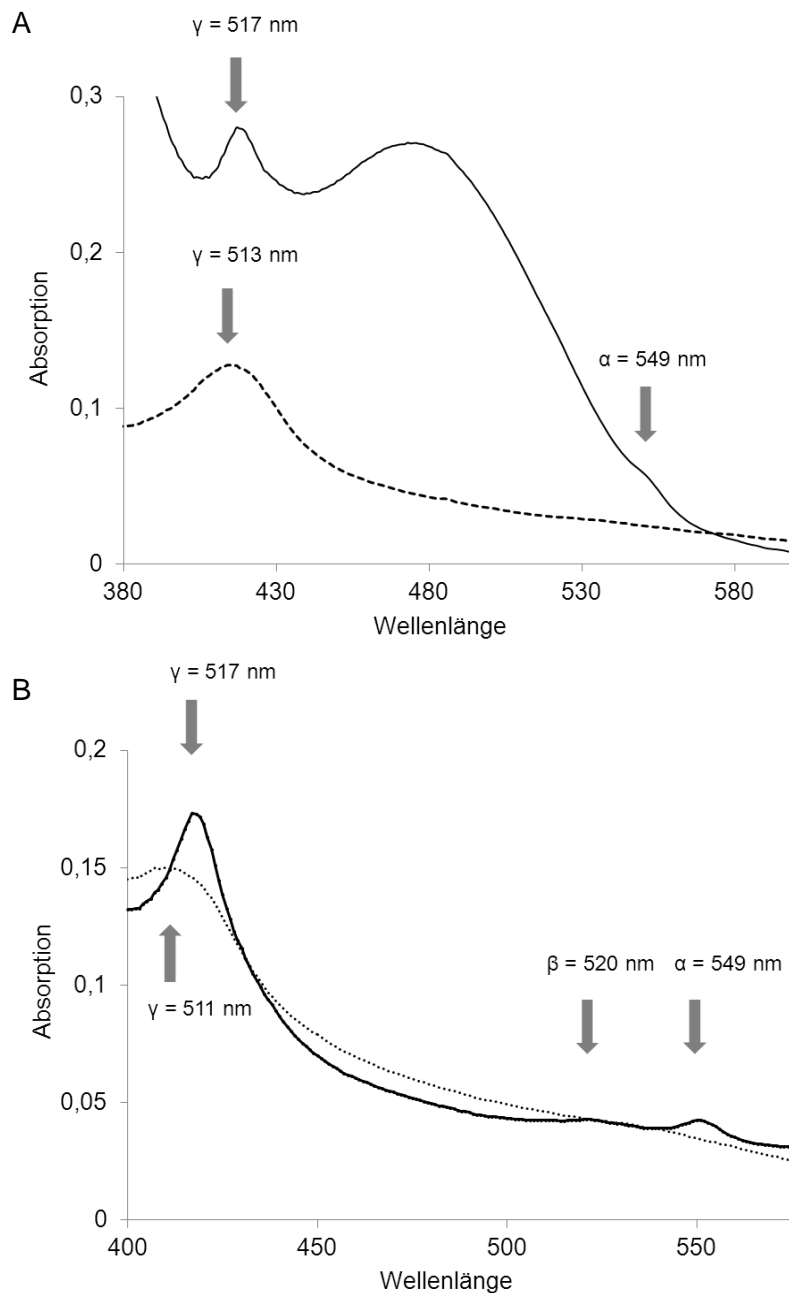 A
γ = 517 nm
0,3
γ = 513 nm
0,2
Absorption
α = 549 nm
0,1
0
380
430
480
530
580
Wellenlänge
B
γ = 517 nm
0,2
0,15
Absorption
β = 520 nm
α = 549 nm
γ = 511 nm
0,1
0,05
0
400
450
500
550
Wellenlänge